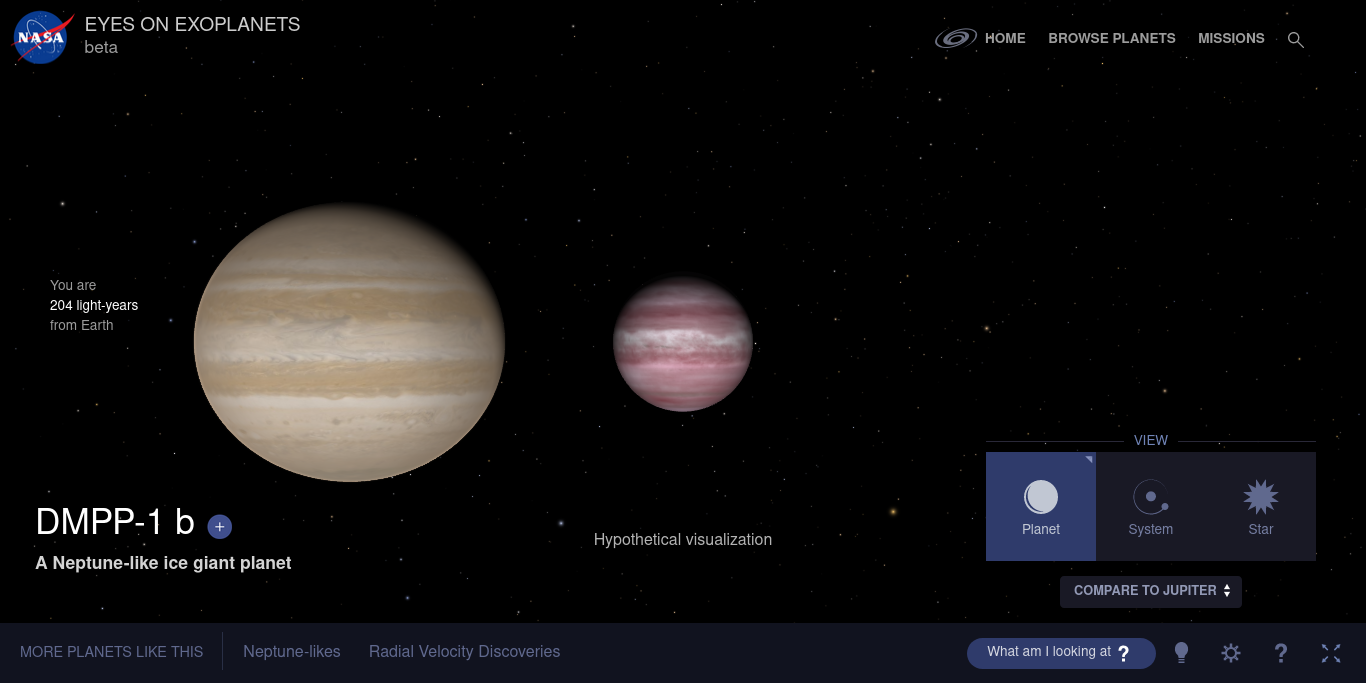 NASA
EYES ON EXOPLANETS
beta
HOME
BROWSE PLANETS
MISSIONS
You are
204 light-years
from Earth
DMPP-1 b +
A Neptune-like ice giant planet
Hypothetical visualization
VIEW
Planet
System
Star
COMPARE TO JUPITER
MORE PLANETS LIKE THIS
Neptune-likes
Radial Velocity Discoveries
What am I looking at ?
?